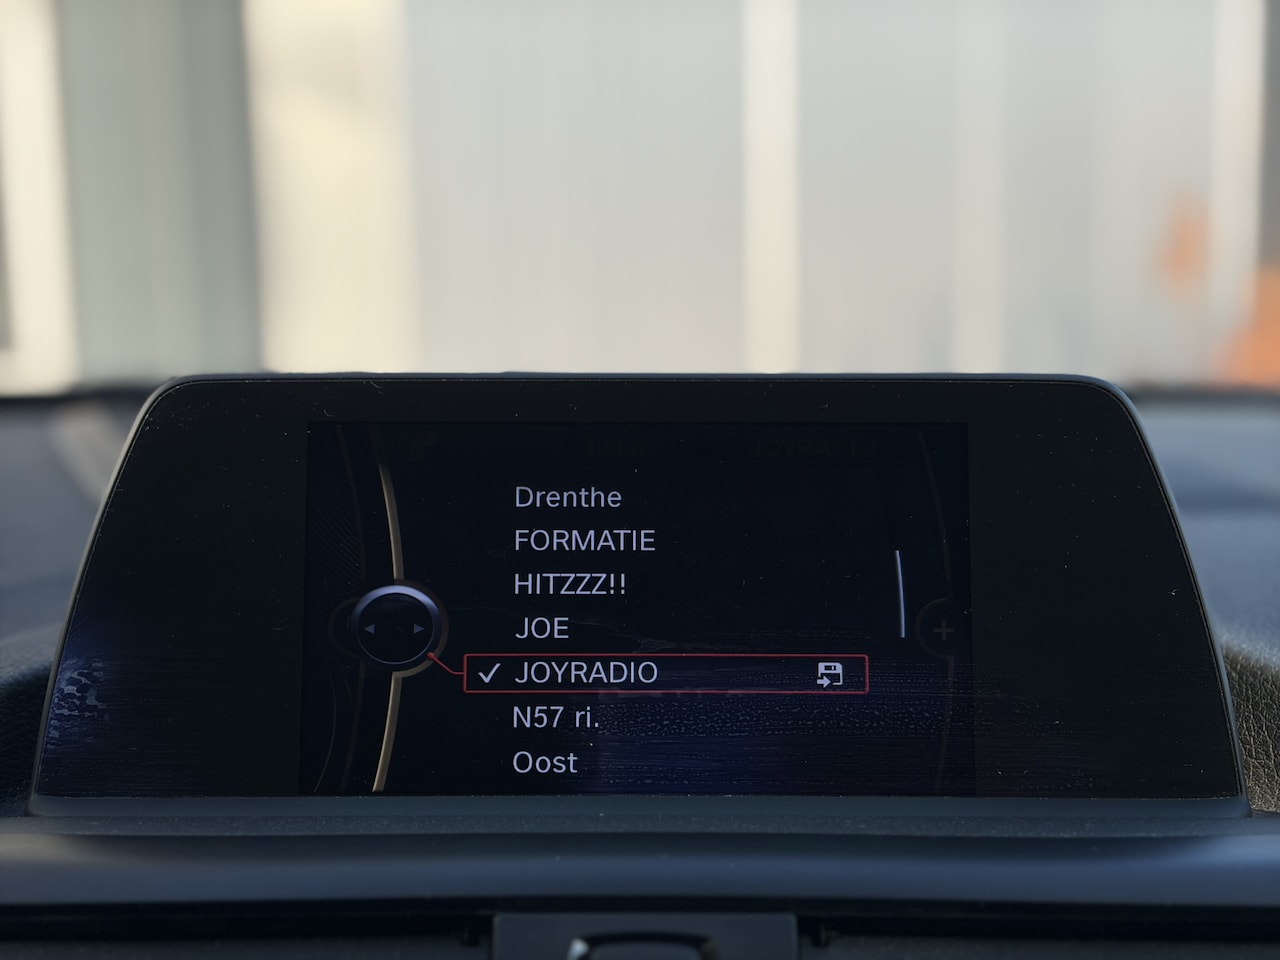 Drenthe
FORMATIE
HITZZZ!!
JOE
JOYRADIO
N57 ri.
Oost